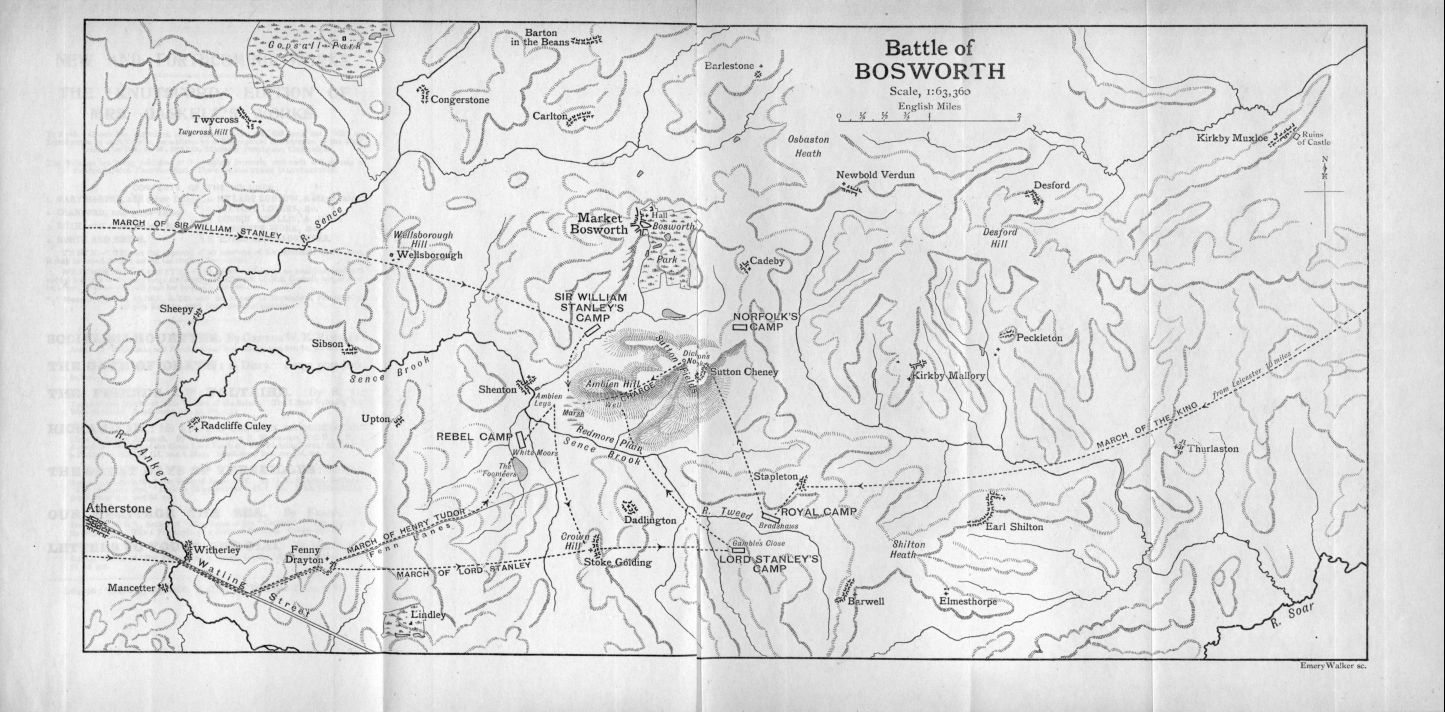 Battle of
BOSWORTH
Scale, 1:63,360
English Miles
0 ¼ ½ ¾ 1 2
Gopsall Park
Barton
in the Beans
Congerstone
Twycross
Twycross Hill
Carlton
Osbaston
Heath
Newbold Verdun
Desford
Desford
Hill
Kirkby Muxloe
Ruins
of Castle
N
MARCH OF SIR WILLIAM STANLEY
R. Sence
Wellsborough
Hill
Wellsborough
Market
Bosworth
Hall
Bosworth
Park
Cadeby
SIR WILLIAM
STANLEY'S
CAMP
NORFOLK'S
CAMP
Sheepy
Sibson
Sence Brook
Shenton
Dickon's
Nook
Sutton Cheney
Ambien Hill
CHARGE
Well
Ambien
Leys
Marsh
Peckleton
Kirkby Mallory
MARCH OF THE KING from Leicester 10 miles
Thurlaston
Radcliffe Culey
Upton
REBEL CAMP
White Moors
Redmore Plain
Sence Brook
The
Foomeers
R. Anker
Stapleton
ROYAL CAMP
Bradshaws
R. Tweed
Atherstone
Witherley
Fenny
Drayton
MARCH OF HENRY TUDOR
Fenn Lanes
Dadlington
Crown
Hill
Stoke Golding
MARCH OF LORD STANLEY
Gamble's Close
LORD STANLEY'S
CAMP
Shilton
Heath
Earl Shilton
Mancetter
Watling Street
Lindley
Barwell
Elmesthorpe
R. Soar
Emery Walker sc.